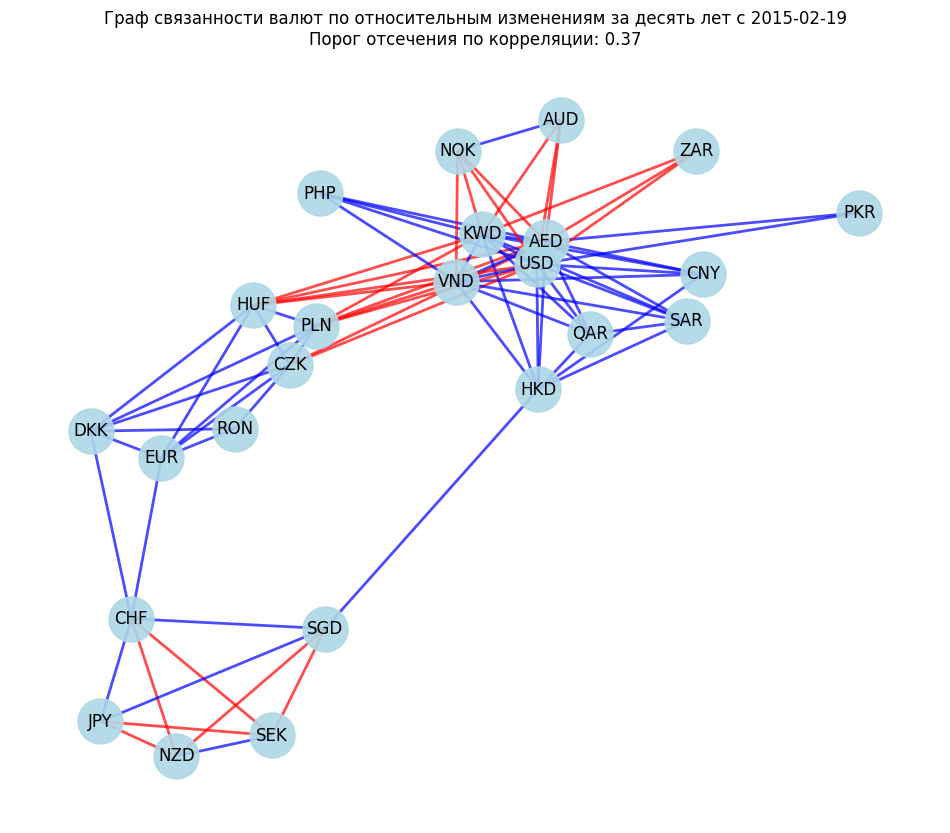 Граф связанности валют по относительным изменениям за десять лет с 2015-02-19
Порог отсечения по корреляции: 0.37
AUD
NOK
ZAR
PHP
PKR
KWD
AED
USD
CNY
VND
HUF
SAR
PLN
QAR
CZK
HKD
RON
DKK
EUR
CHF
SGD
JPY
SEK
NZD